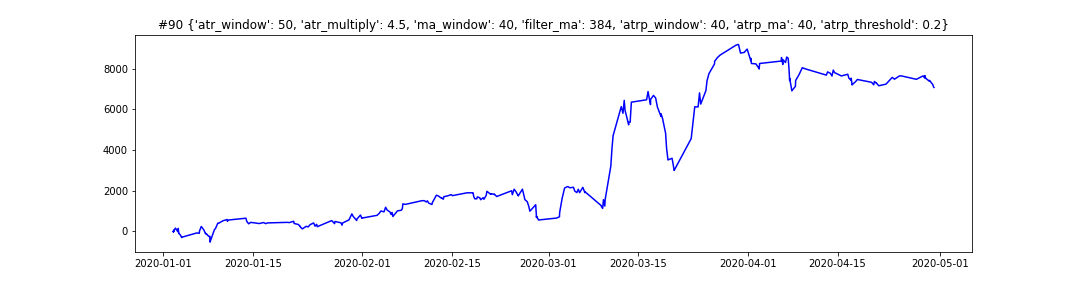 #90 {'atr_window': 50, 'atr_multiply': 4.5, 'ma_window': 40, 'filter_ma': 384, 'atrp_window': 40, 'atrp_ma': 40, 'atrp_threshold': 0.2}
8000
6000
4000
2000
0
2020-01-01 2020-01-15 2020-02-01 2020-02-15 2020-03-01 2020-03-15 2020-04-01 2020-04-15 2020-05-01